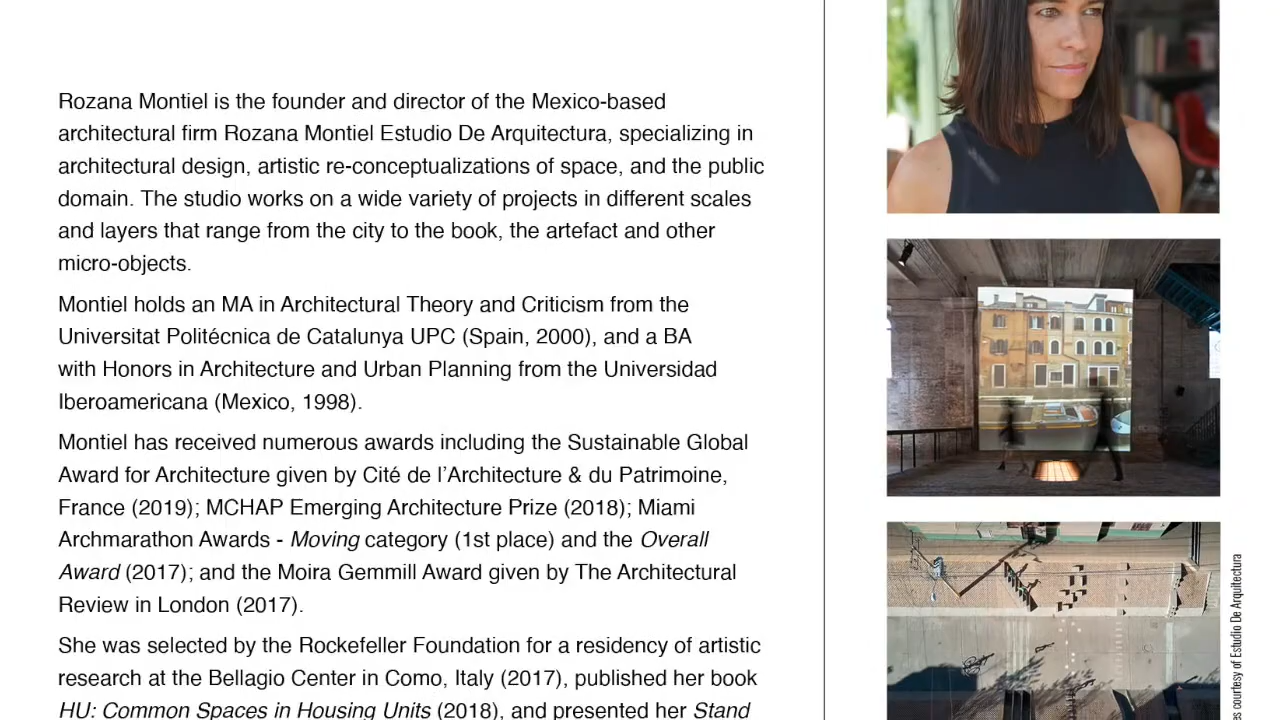 Rozana Montiel is the founder and director of the Mexico-based
architectural firm Rozana Montiel Estudio De Arquitectura, specializing in
architectural design, artistic re-conceptualizations of space, and the public
domain. The studio works on a wide variety of projects in different scales
and layers that range from the city to the book, the artefact and other
micro-objects.
Montiel holds an MA in Architectural Theory and Criticism from the
Universitat Politécnica de Catalunya UPC (Spain, 2000), and a BA
with Honors in Architecture and Urban Planning from the Universidad
Iberoamericana (Mexico, 1998).
Montiel has received numerous awards including the Sustainable Global
Award for Architecture given by Cité de l’Architecture & du Patrimoine,
France (2019); MCHAP Emerging Architecture Prize (2018); Miami
Archmarathon Awards - Moving category (1st place) and the Overall
Award (2017); and the Moira Gemmill Award given by The Architectural
Review in London (2017).
She was selected by the Rockefeller Foundation for a residency of artistic
research at the Bellagio Center in Como, Italy (2017), published her book
HU: Common Spaces in Housing Units (2018), and presented her Stand
courtesy of Estudio De Arquitectura